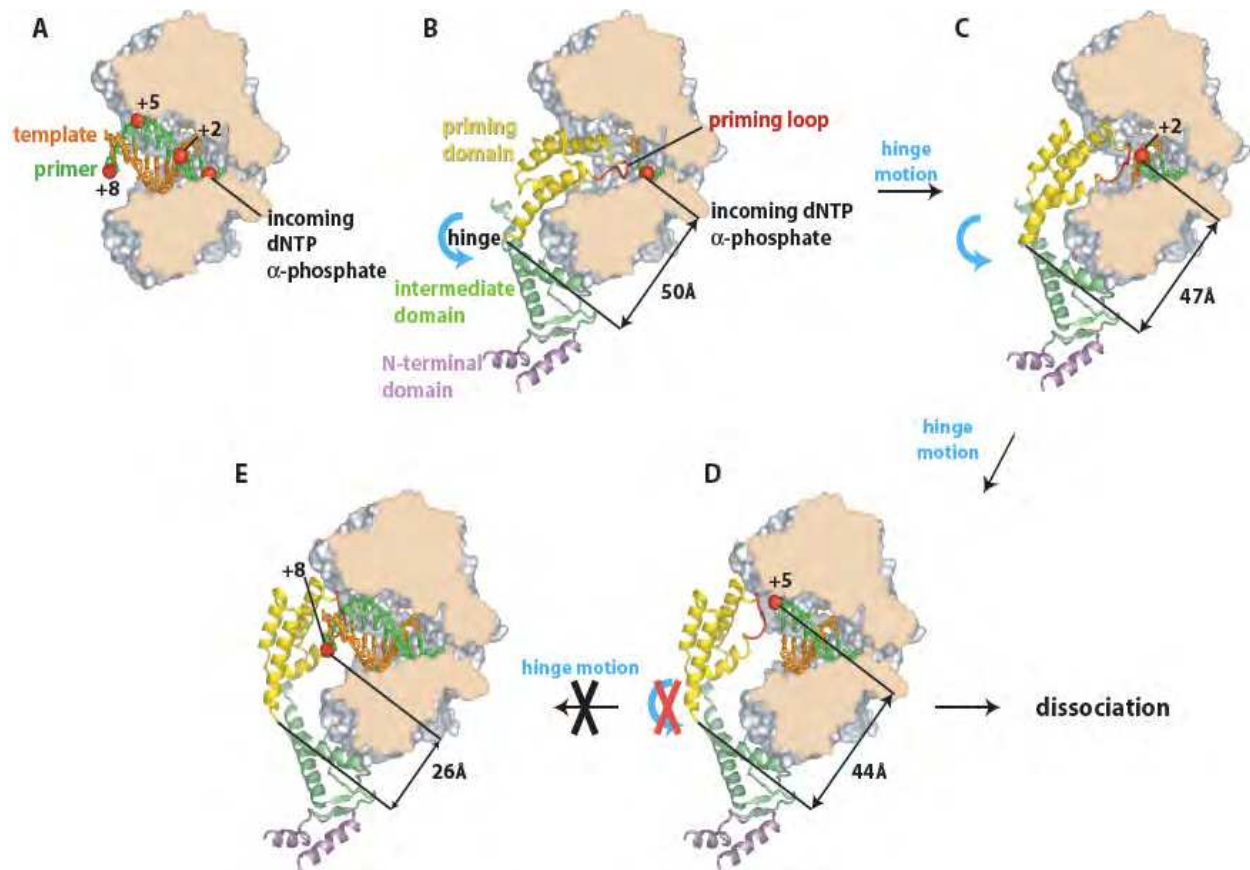 A
+5
+2
template
primer
+8
incoming
dNTP
α-phosphate
B
priming
domain
priming loop
incoming dNTP
α-phosphate
hinge
50Å
intermediate
domain
N-terminal
domain
hinge
motion
C
+2
47Å
hinge
motion
E
+8
26Å
hinge motion
D
+5
44Å
dissociation